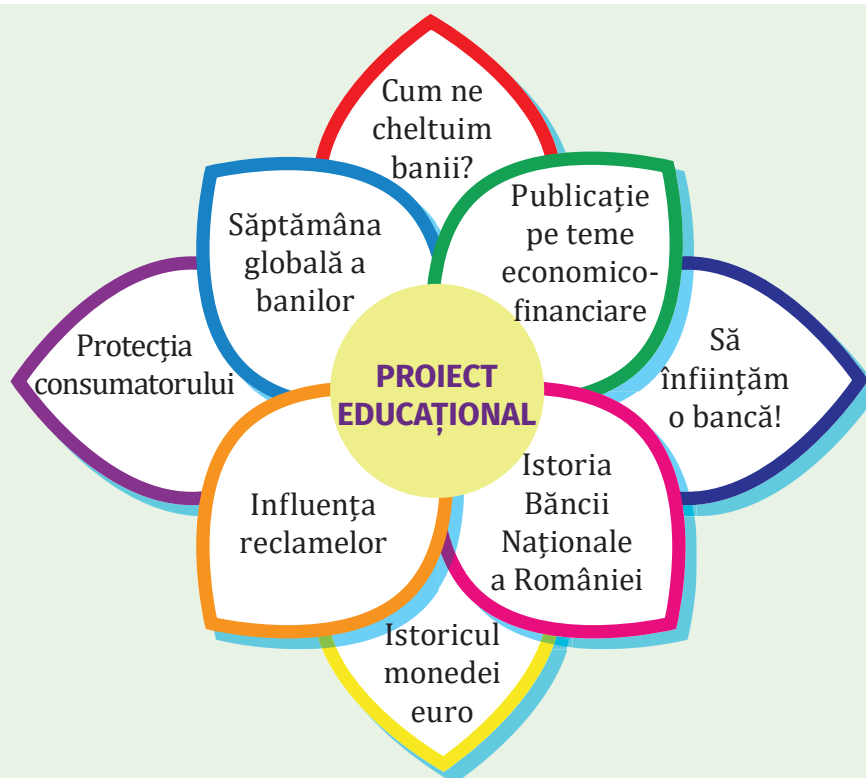 Cum ne
cheltuim
banii?
Publicație
pe teme
economico-
financiare
Săptămâna
globală a
banilor
Să
înființăm
o bancă!
Protecția
consumatorului
PROIECT
EDUCAȚIONAL
Istoria
Băncii
Naționale
a României
Influența
reclamelor
Istoricul
monedei
euro